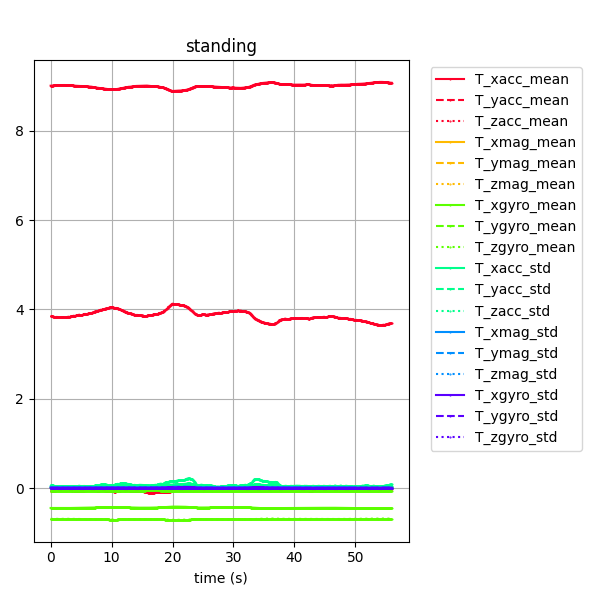 standing
8
6
4
2
0
0 10 20 30 40 50
time (s)
T_xacc_mean
T_yacc_mean
T_zacc_mean
T_xmag_mean
T_ymag_mean
T_zmag_mean
T_xgyro_mean
T_ygyro_mean
T_zgyro_mean
T_xacc_std
T_yacc_std
T_zacc_std
T_xmag_std
T_ymag_std
T_zmag_std
T_xgyro_std
T_ygyro_std
T_zgyro_std